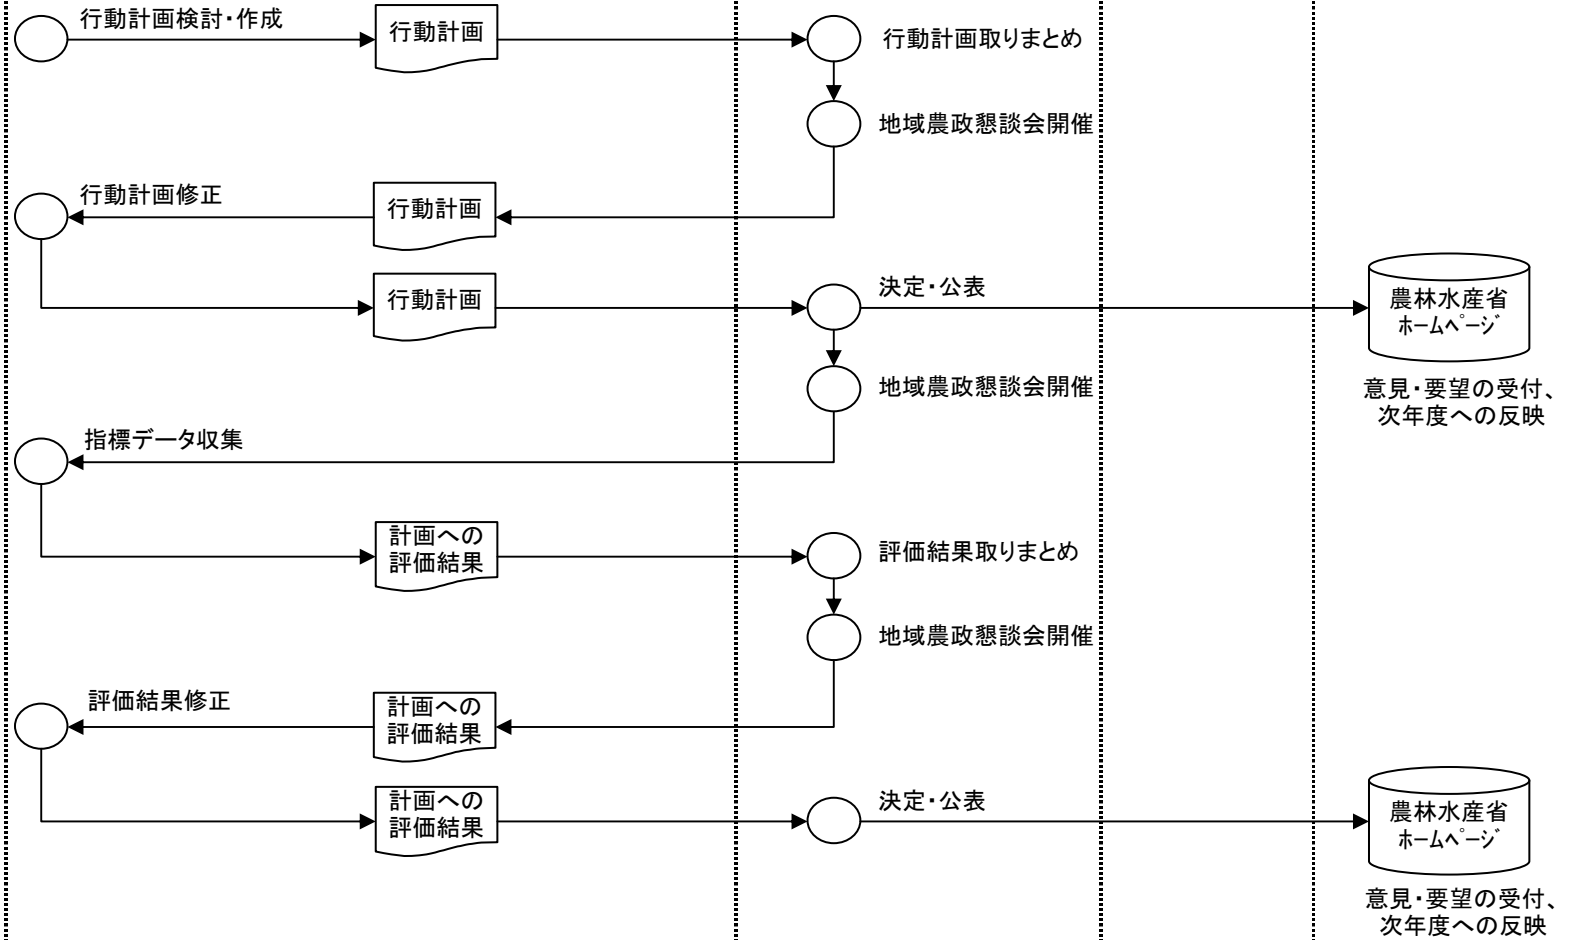 行動計画検討・作成
行動計画
行動計画取りまとめ
地域農政懇談会開催
行動計画修正
行動計画
行動計画
決定・公表
農林水産省
ﾎｰﾑﾍﾟｰｼﾞ
地域農政懇談会開催
意見・要望の受付、
次年度への反映
指標データ収集
計画への
評価結果
評価結果取りまとめ
地域農政懇談会開催
評価結果修正
計画への
評価結果
計画への
評価結果
決定・公表
農林水産省
ﾎｰﾑﾍﾟｰｼﾞ
意見・要望の受付、
次年度への反映